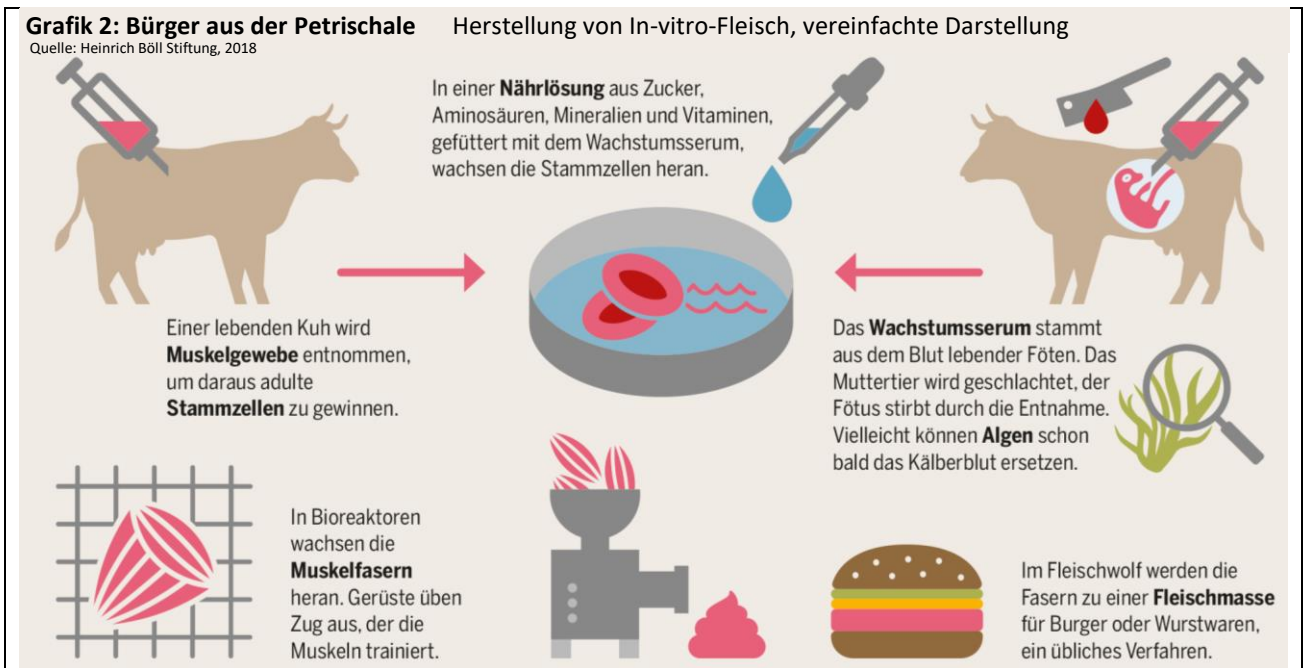 Grafik 2: Bürger aus der Petrischale Herstellung von In-vitro-Fleisch, vereinfachte Darstellung
Quelle: Heinrich Böll Stiftung, 2018
In einer Nährlösung aus Zucker,
Aminosäuren, Mineralien und Vitaminen,
gefüttert mit dem Wachstumsserum,
wachsen die Stammzellen heran.
Einer lebenden Kuh wird
Muskelgewebe entnommen,
um daraus adulte
Stammzellen zu gewinnen.
Das Wachstumsserum stammt
aus dem Blut lebender Föten. Das
Muttertier wird geschlachtet, der
Fötus stirbt durch die Entnahme.
Vielleicht können Algen schon
bald das Kälberblut ersetzen.
In Bioreaktoren
wachsen die
Muskelfasern
heran. Gerüste üben
Zug aus, der die
Muskeln trainiert.
Im Fleischwolf werden die
Fasern zu einer Fleischmasse
für Burger oder Wurstwaren,
ein übliches Verfahren.